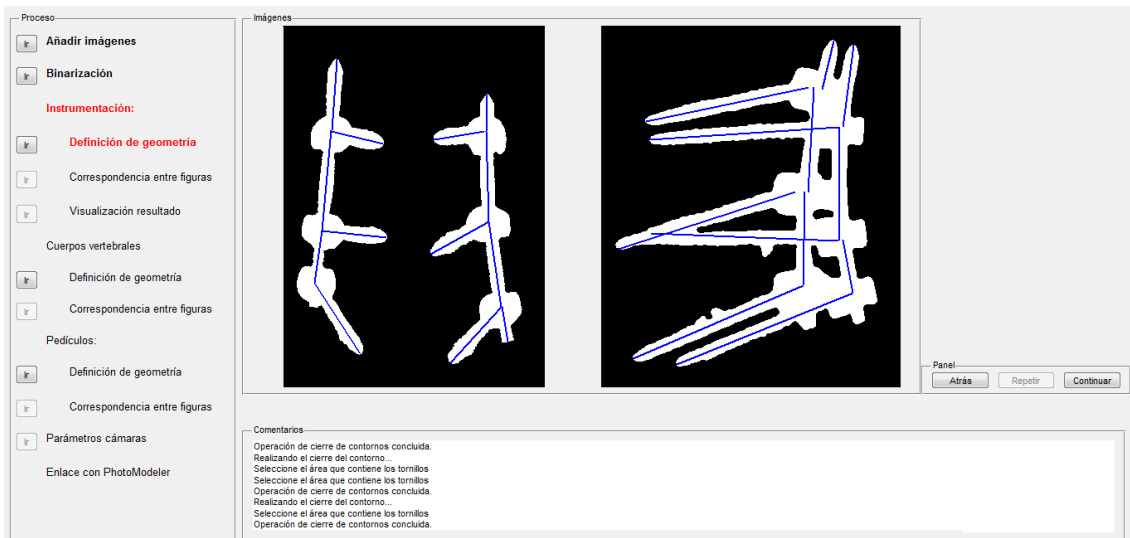 Proceso
Ir Añadir imágenes
Ir Binarización
Instrumentación:
Ir Definición de geometría
Ir Correspondencia entre figuras
Ir Visualización resultado
Cuerpos vertebrales
Ir Definición de geometría
Ir Correspondencia entre figuras
Pedículos:
Ir Definición de geometría
Ir Correspondencia entre figuras
Ir Parámetros cámaras
Enlace con PhotoModeler
Imágenes
Panel
Atrás Repetir Continuar
Comentarios
Operación de cierre de contornos concluida.
Realizando el cierre del contorno...
Seleccione el área que contiene los tornillos
Seleccione el área que contiene los tornillos
Operación de cierre de contornos concluida.
Realizando el cierre del contorno...
Seleccione el área que contiene los tornillos
Operación de cierre de contornos concluida.